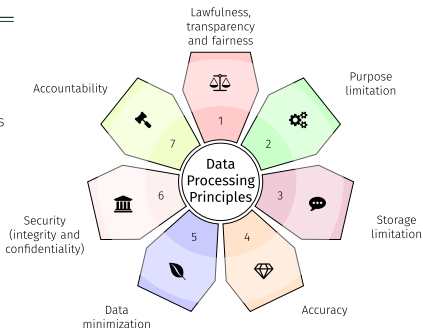 Lawfulness,
transparency
and fairness
Accountability
Purpose
limitation
s
1
7
2
Data
Processing
Principles
6
3
Security
(integrity and
confidentiality)
Storage
limitation
5
4
Data
minimization
Accuracy